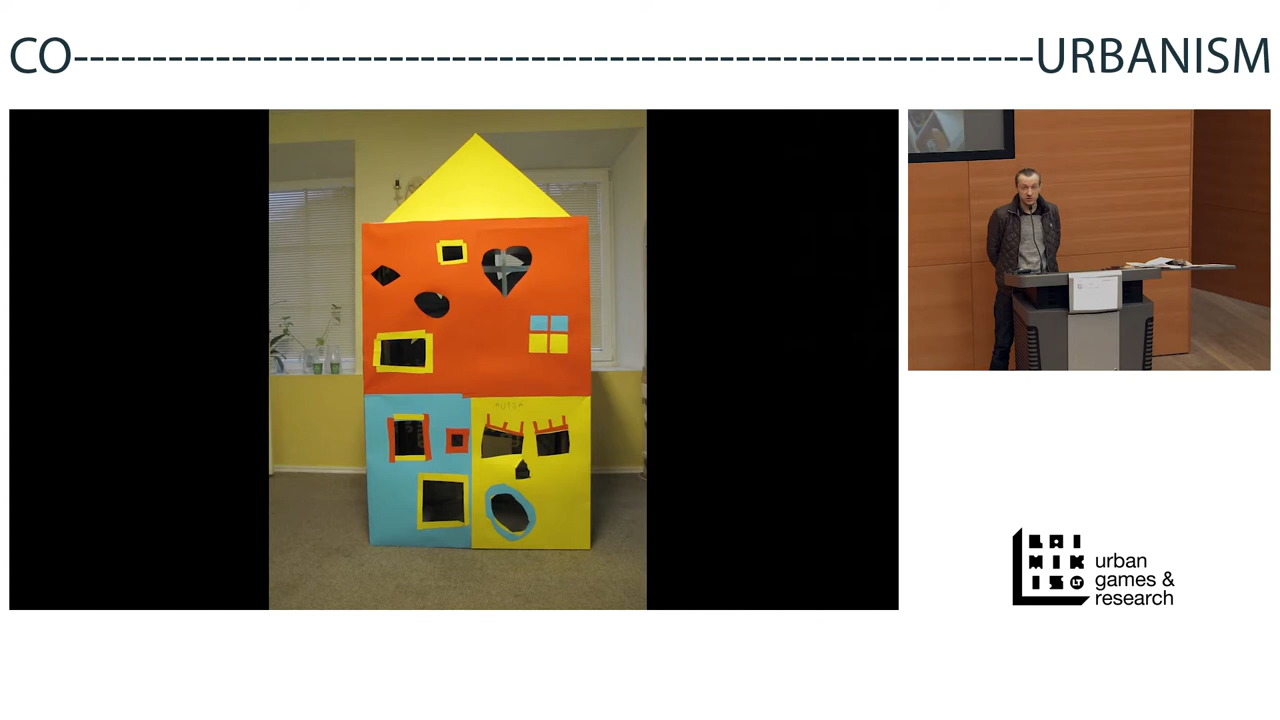 CO-------------------------------------------------------------URBANISM
LAI
MIK
IS LT
urban
games &
research